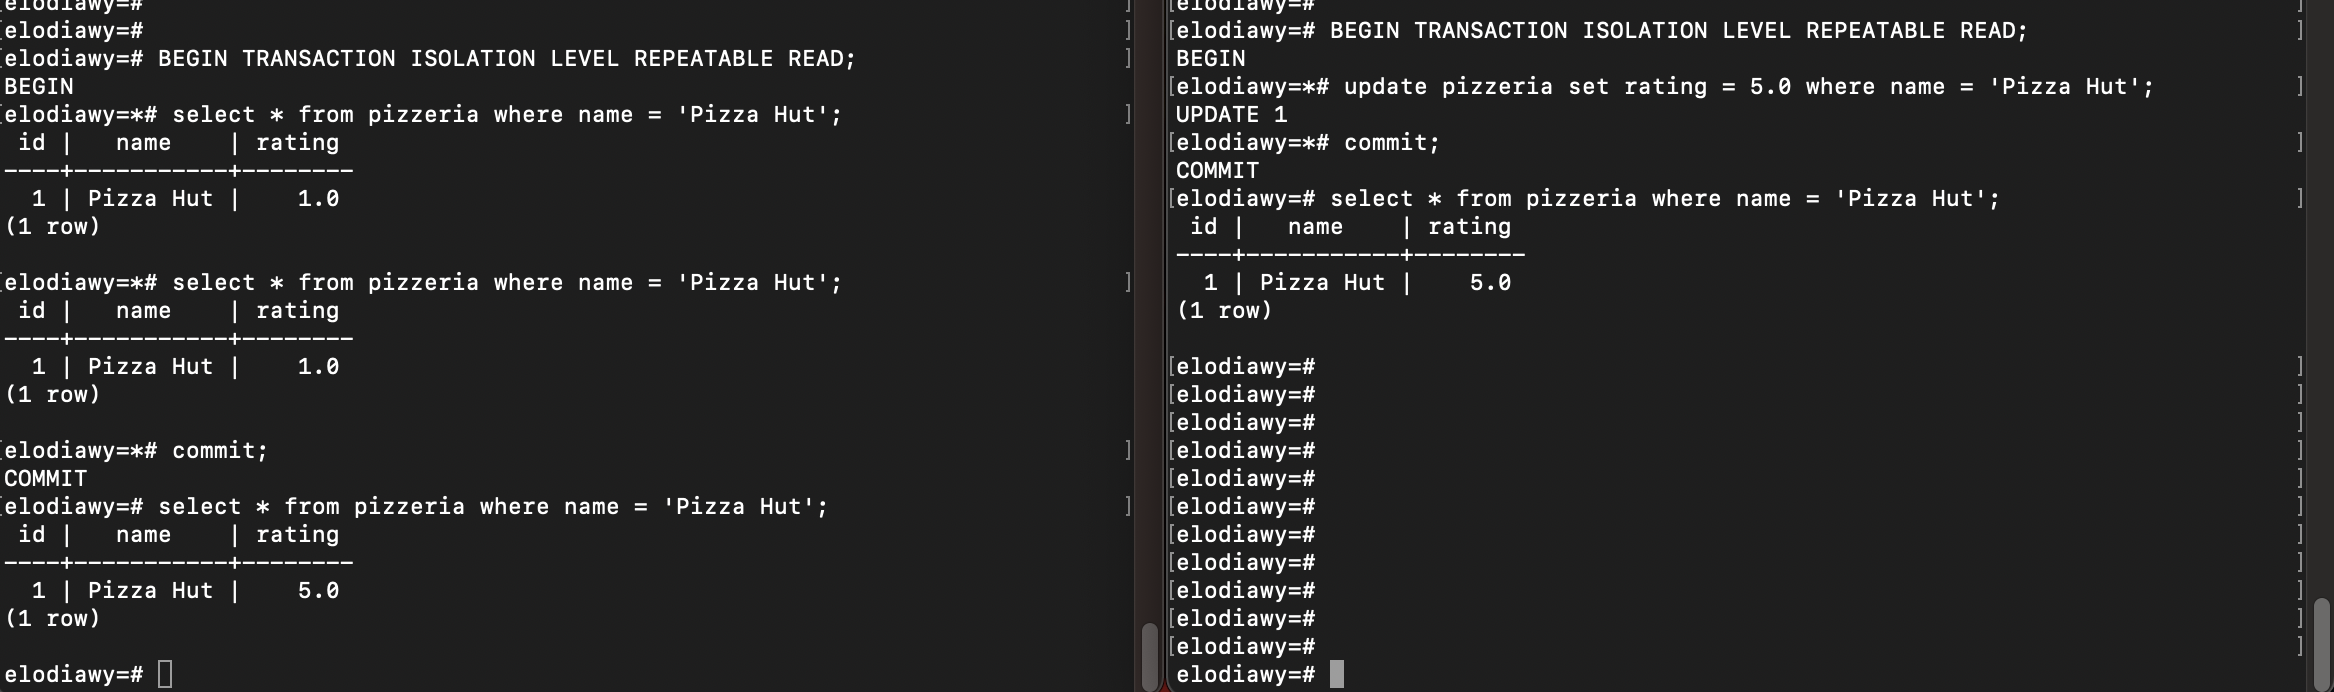 [elodiawy=#
[elodiawy=# ]
[elodiawy=# BEGIN TRANSACTION ISOLATION LEVEL REPEATABLE READ; ]
BEGIN
[elodiawy=*# select * from pizzeria where name = 'Pizza Hut'; ]
 id |   name    | rating
----+-----------+--------
  1 | Pizza Hut |    1.0
(1 row)

[elodiawy=*# select * from pizzeria where name = 'Pizza Hut'; ]
 id |   name    | rating
----+-----------+--------
  1 | Pizza Hut |    1.0
(1 row)

[elodiawy=*# commit; ]
COMMIT
[elodiawy=# select * from pizzeria where name = 'Pizza Hut'; ]
 id |   name    | rating
----+-----------+--------
  1 | Pizza Hut |    5.0
(1 row)

elodiawy=#
[elodiawy=#
[elodiawy=# BEGIN TRANSACTION ISOLATION LEVEL REPEATABLE READ; ]
BEGIN
[elodiawy=*# update pizzeria set rating = 5.0 where name = 'Pizza Hut'; ]
UPDATE 1
[elodiawy=*# commit; ]
COMMIT
[elodiawy=# select * from pizzeria where name = 'Pizza Hut'; ]
 id |   name    | rating
----+-----------+--------
  1 | Pizza Hut |    5.0
(1 row)

[elodiawy=# ]
[elodiawy=# ]
[elodiawy=# ]
[elodiawy=# ]
[elodiawy=# ]
[elodiawy=# ]
[elodiawy=# ]
[elodiawy=# ]
[elodiawy=# ]
[elodiawy=# ]
[elodiawy=# ]
elodiawy=#